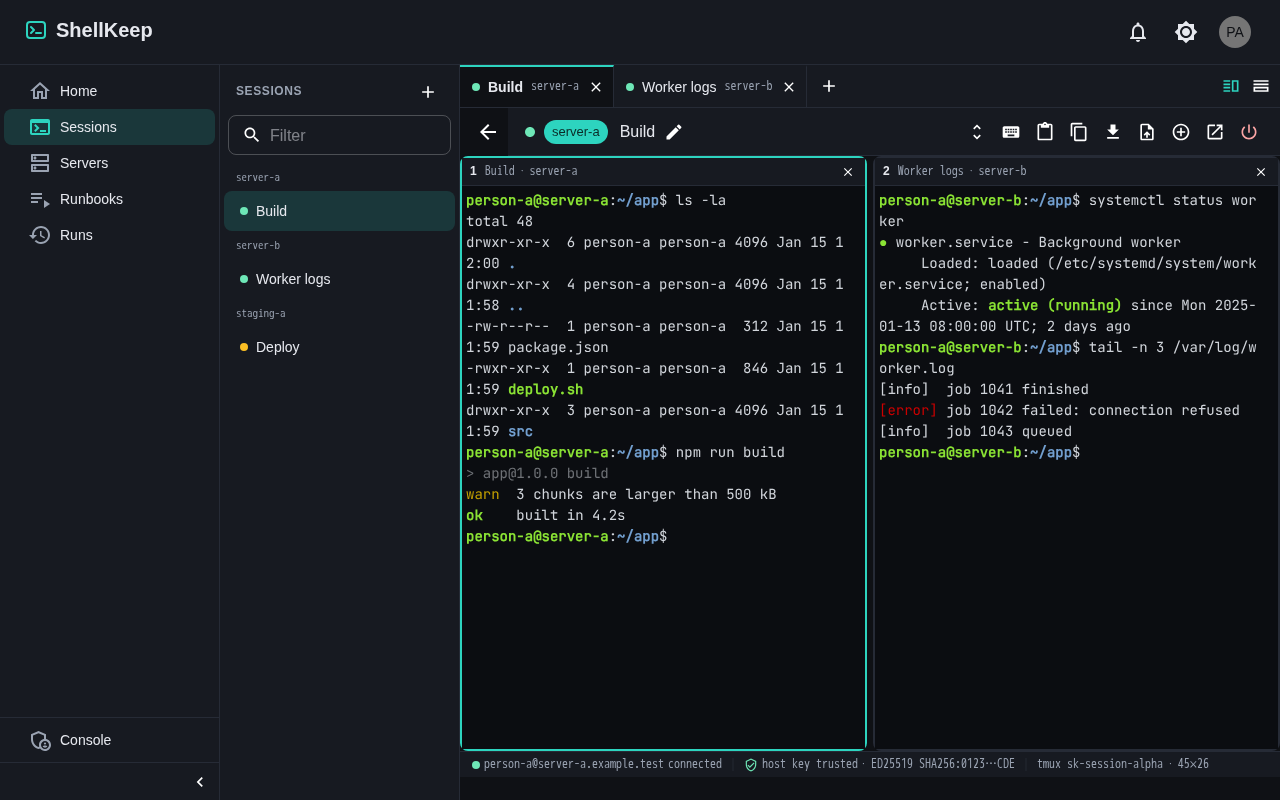 ShellKeep
PA
Home
Sessions
Servers
Runbooks
Runs
Console
SESSIONS
Filter
server-a
Build
server-b
Worker logs
staging-a
Deploy
Build server-a
Worker logs server-b
server-a Build
1 Build · server-a
person-a@server-a:~/app$ ls -la
total 48
drwxr-xr-x  6 person-a person-a 4096 Jan 15 1
2:00 .
drwxr-xr-x  4 person-a person-a 4096 Jan 15 1
1:58 ..
-rw-r--r--  1 person-a person-a  312 Jan 15 1
1:59 package.json
-rwxr-xr-x  1 person-a person-a  846 Jan 15 1
1:59 deploy.sh
drwxr-xr-x  3 person-a person-a 4096 Jan 15 1
1:59 src
person-a@server-a:~/app$ npm run build
> app@1.0.0 build
warn  3 chunks are larger than 500 kB
ok    built in 4.2s
person-a@server-a:~/app$
2 Worker logs · server-b
person-a@server-b:~/app$ systemctl status wor
ker
● worker.service - Background worker
     Loaded: loaded (/etc/systemd/system/work
er.service; enabled)
     Active: active (running) since Mon 2025-
01-13 08:00:00 UTC; 2 days ago
person-a@server-b:~/app$ tail -n 3 /var/log/w
orker.log
[info]  job 1041 finished
[error] job 1042 failed: connection refused
[info]  job 1043 queued
person-a@server-b:~/app$
person-a@server-a.example.test connected
host key trusted · ED25519 SHA256:0123···CDE
tmux sk-session-alpha · 45×26